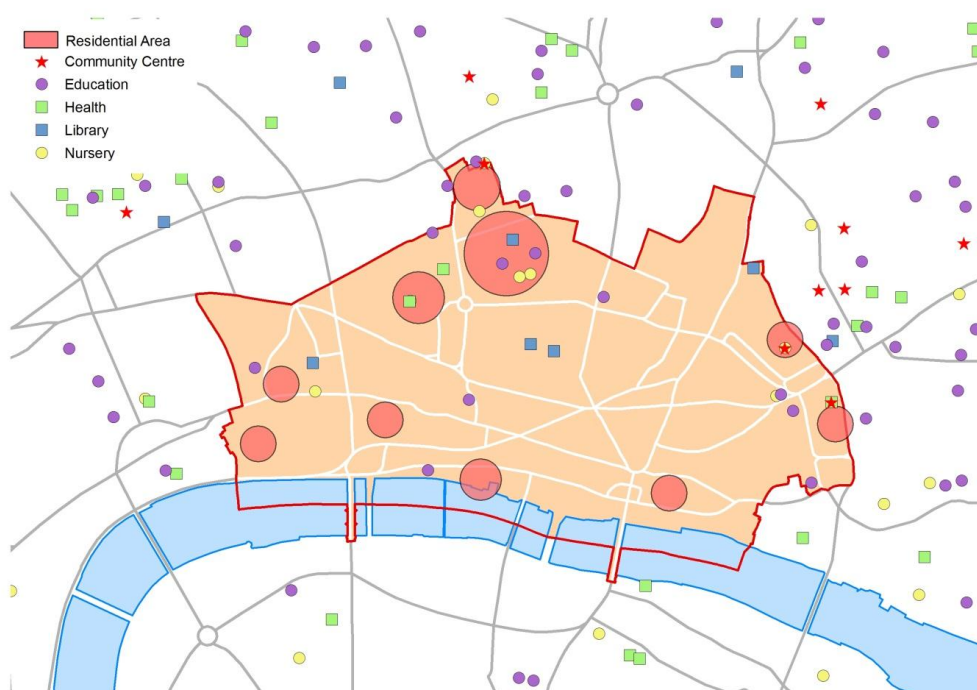 Residential Area
Community Centre
Education
Health
Library
Nursery